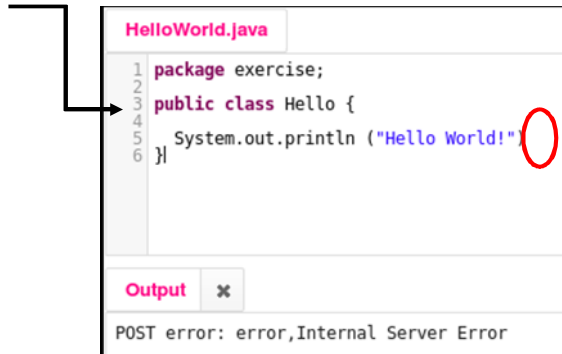 HelloWorld.java
1 package exercise;
2
3 public class Hello {
4
5 System.out.println ("Hello World!")
6 }
Output ✖
POST error: error,Internal Server Error